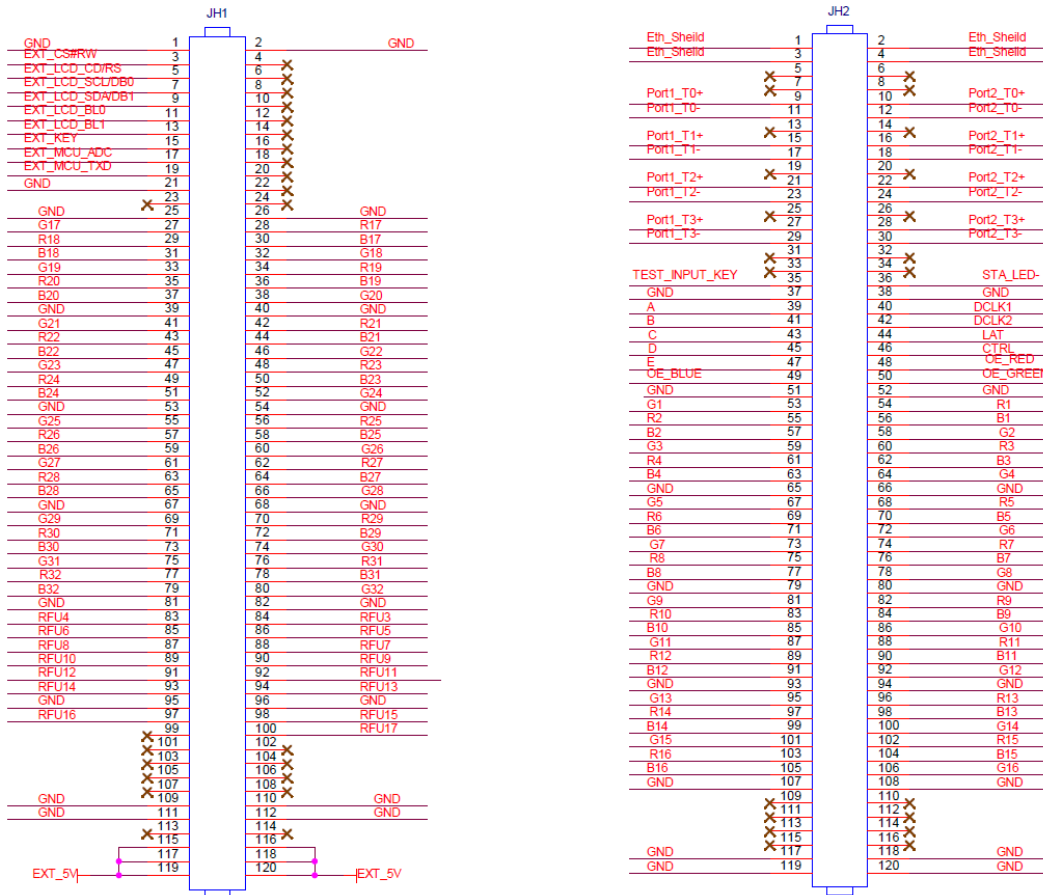 JH1
GND 1 2 GND
EXT_CS#RW 3 4
EXT_LCD_CD/RS 5 6
EXT_LCD_SCL/DB0 7 8
EXT_LCD_SDA/DB1 9 10
EXT_LCD_BL0 11 12
EXT_LCD_BL1 13 14
EXT_KEY 15 16
EXT_MCU_ADC 17 18
EXT_MCU_TXD 19 20
GND 21 22
23 24
GND 25 26 GND
G17 27 28 R17
R18 29 30 B17
B18 31 32 G18
G19 33 34 R19
R20 35 36 B19
B20 37 38 G20
GND 39 40 GND
G21 41 42 R21
R22 43 44 B21
B22 45 46 G22
G23 47 48 R23
R24 49 50 B23
B24 51 52 G24
GND 53 54 GND
G25 55 56 R25
R26 57 58 B25
B26 59 60 G26
G27 61 62 R27
R28 63 64 B27
B28 65 66 G28
GND 67 68 GND
G29 69 70 R29
R30 71 72 B29
B30 73 74 G30
G31 75 76 R31
R32 77 78 B31
B32 79 80 G32
GND 81 82 GND
RFU4 83 84 RFU3
RFU6 85 86 RFU5
RFU8 87 88 RFU7
RFU10 89 90 RFU9
RFU12 91 92 RFU11
RFU14 93 94 RFU13
GND 95 96 GND
RFU16 97 98 RFU15
99 100 RFU17
101 102
103 104
105 106
107 108
GND 109 110 GND
GND 111 112 GND
113 114
115 116
117 118
EXT_5V 119 120 EXT_5V
JH2
Eth_Sheild 1 2 Eth_Sheild
Eth_Sheild 3 4 Eth_Sheild
5 6
7 8
Port1_T0+ 9 10 Port2_T0+
Port1_T0- 11 12 Port2_T0-
13 14
Port1_T1+ 15 16 Port2_T1+
Port1_T1- 17 18 Port2_T1-
19 20
Port1_T2+ 21 22 Port2_T2+
Port1_T2- 23 24 Port2_T2-
25 26
Port1_T3+ 27 28 Port2_T3+
Port1_T3- 29 30 Port2_T3-
31 32
33 34
TEST_INPUT_KEY 35 36 STA_LED-
GND 37 38 GND
A 39 40 DCLK1
B 41 42 DCLK2
C 43 44 LAT
D 45 46 CTRL
E 47 48 OE_RED
OE_BLUE 49 50 OE_GREEN
GND 51 52 GND
G1 53 54 R1
R2 55 56 B1
B2 57 58 G2
G3 59 60 R3
R4 61 62 B3
B4 63 64 G4
GND 65 66 GND
G5 67 68 R5
R6 69 70 B5
B6 71 72 G6
G7 73 74 R7
R8 75 76 B7
B8 77 78 G8
GND 79 80 GND
G9 81 82 R9
R10 83 84 B9
B10 85 86 G10
G11 87 88 R11
R12 89 90 B11
B12 91 92 G12
GND 93 94 GND
G13 95 96 R13
R14 97 98 B13
B14 99 100 G14
G15 101 102 R15
R16 103 104 B15
B16 105 106 G16
GND 107 108 GND
109 110
111 112
113 114
115 116
GND 117 118 GND
GND 119 120 GND